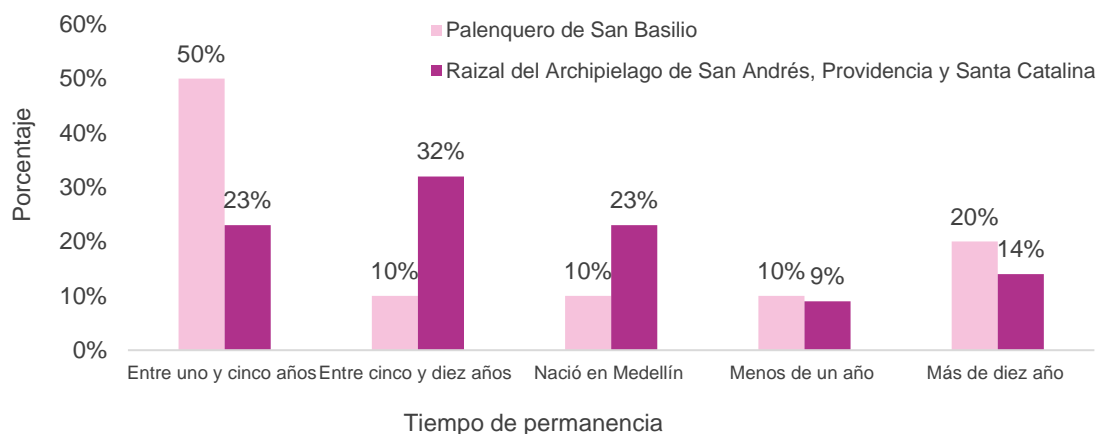 60%
50%
40%
30%
20%
10%
0%
Porcentaje
Palenquero de San Basilio
Raizal del Archipielago de San Andrés, Providencia y Santa Catalina
50%
23%
10%
32%
10%
23%
10%
9%
20%
14%
Entre uno y cinco años
Entre cinco y diez años
Nació en Medellín
Menos de un año
Más de diez año
Tiempo de permanencia